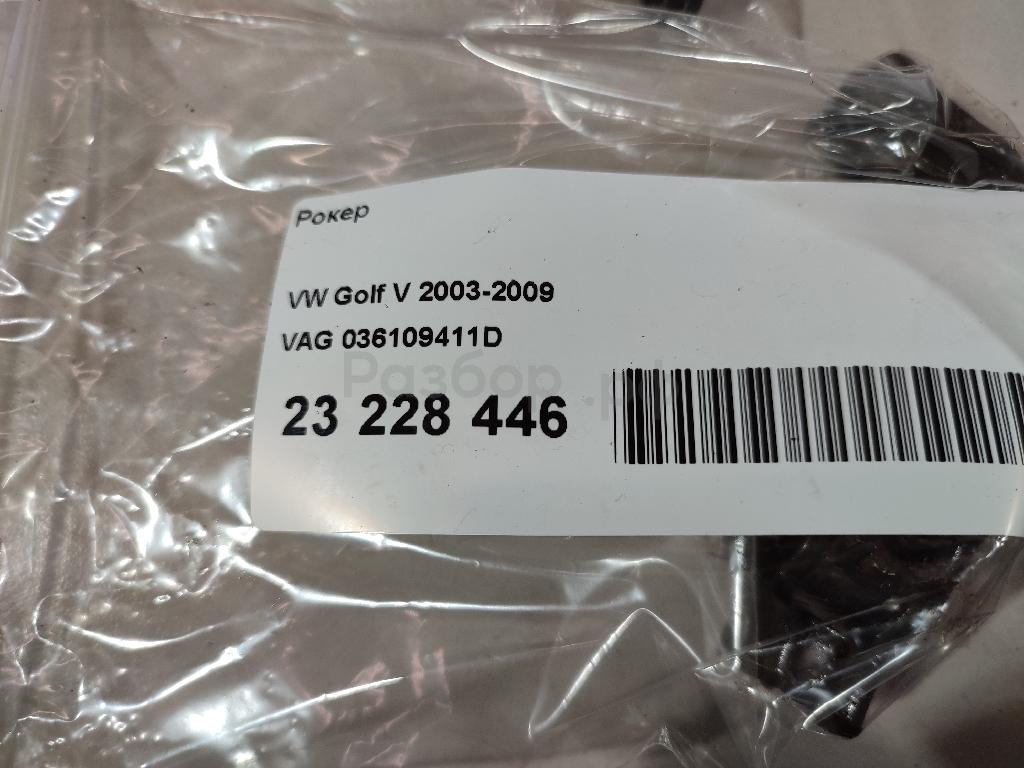 Рокер
VW Golf V 2003-2009
VAG 036109411D
Разбор
23 228 446